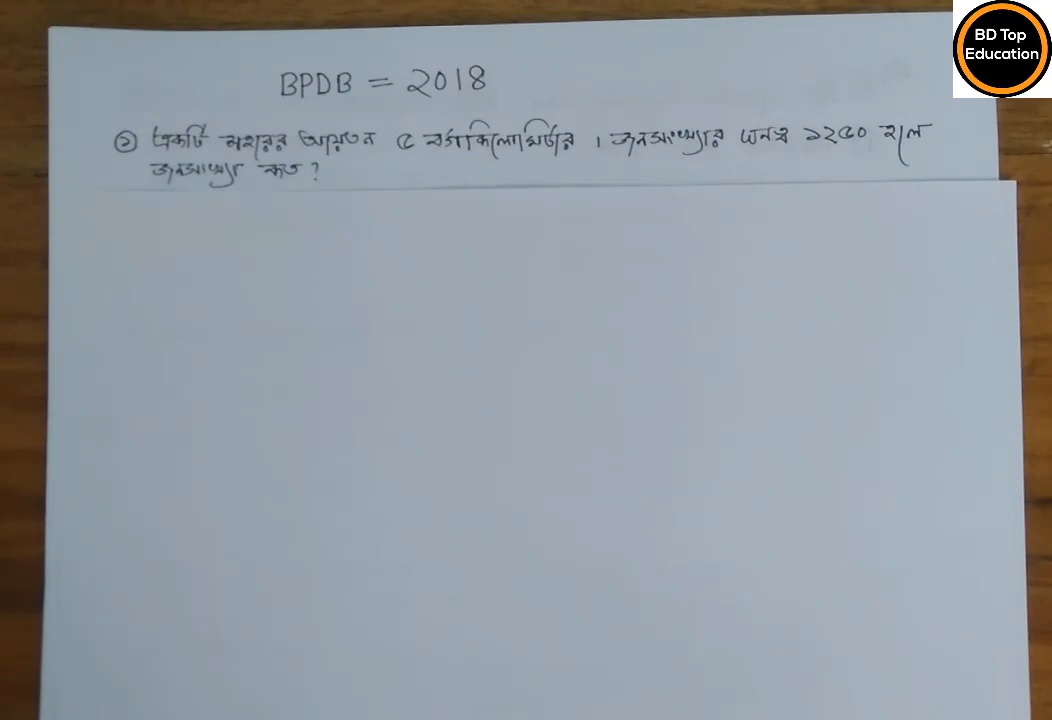 BD Top
Education
BPDB = 2018
১ একটি শহরের আয়তন ৫ বর্গকিলোমিটার । জনসংখ্যার ঘনত্ব ১২৫০ হলে
জনসংখ্যা কত ?